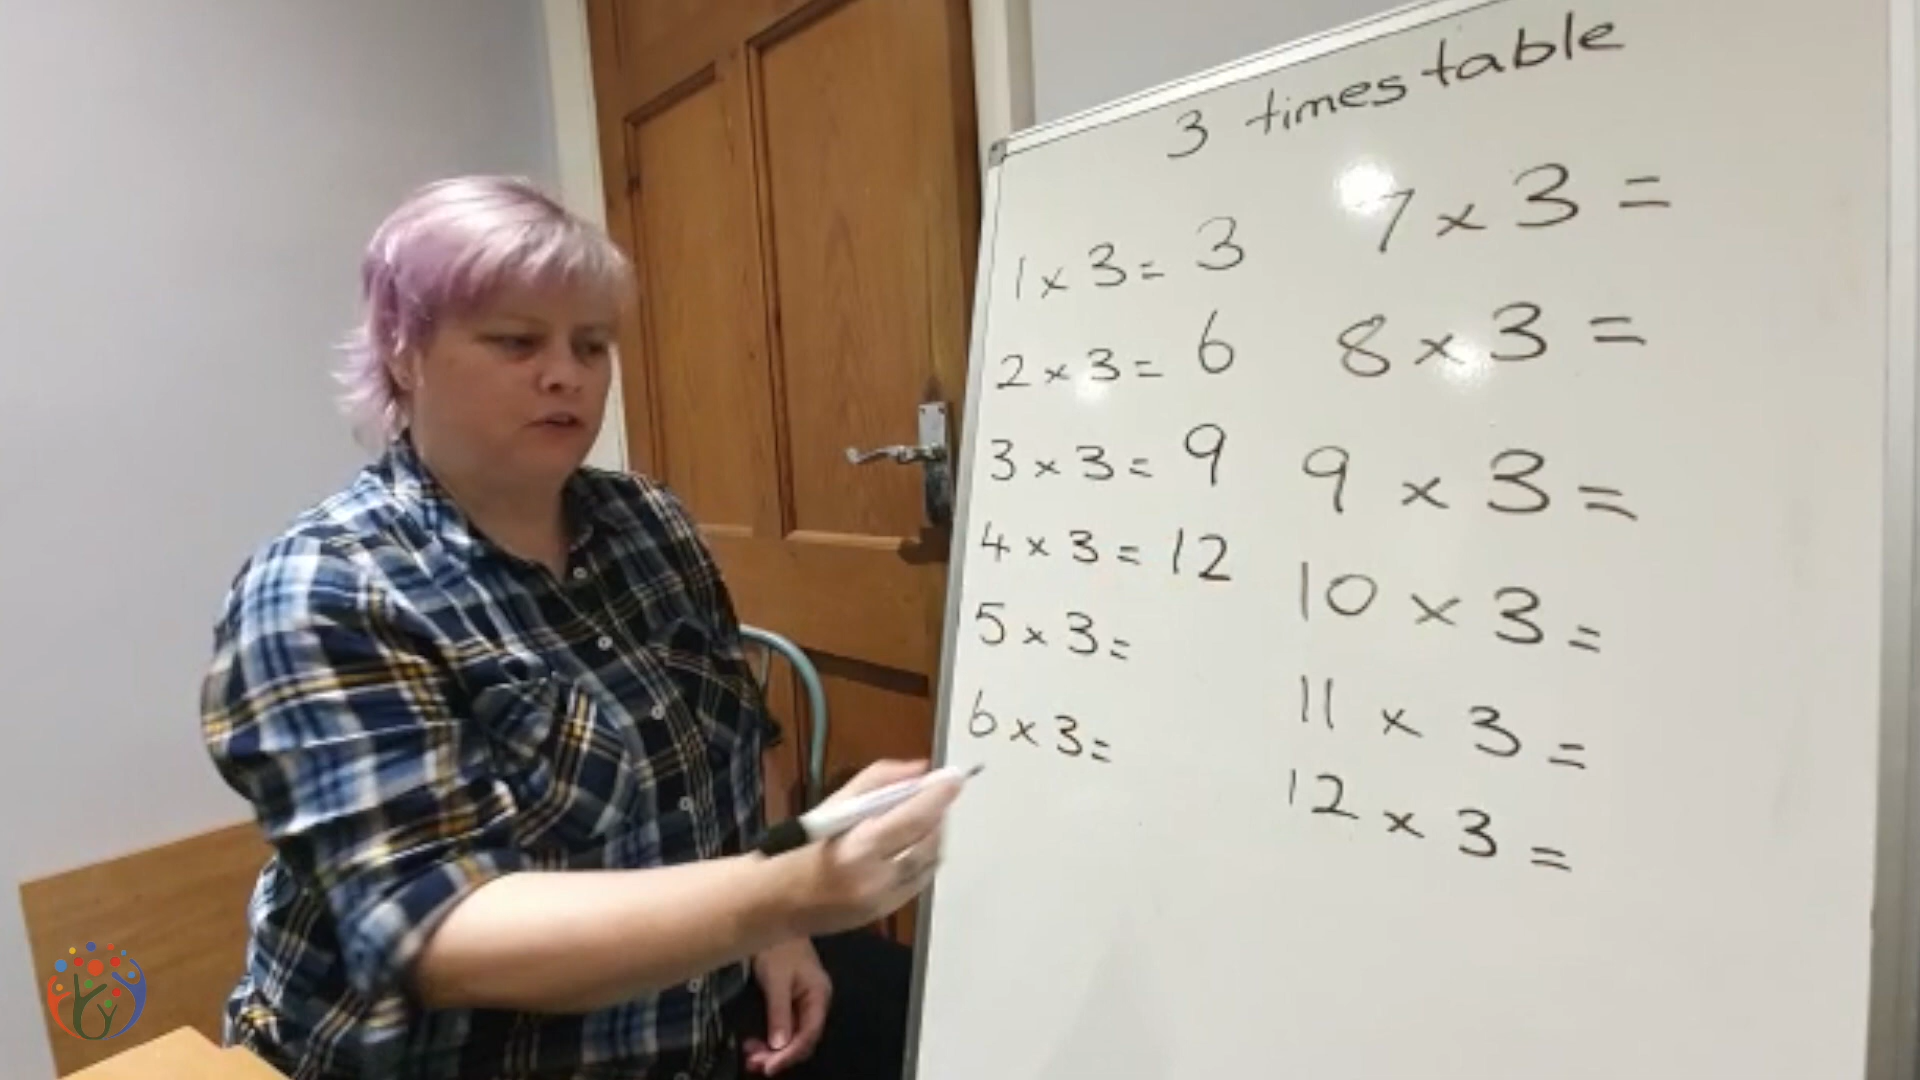 3 times table
1 x 3 = 3
2 x 3 = 6
3 x 3 = 9
4 x 3 = 12
5 x 3 =
6 x 3 =
7 x 3 =
8 x 3 =
9 x 3 =
10 x 3 =
11 x 3 =
12 x 3 =